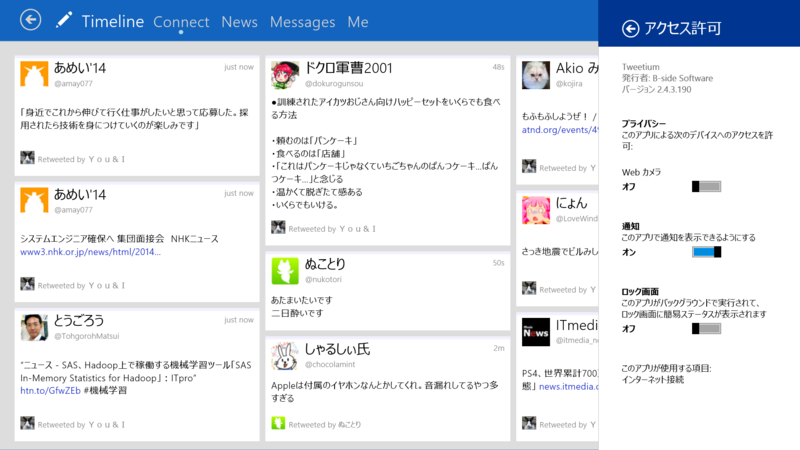 Timeline Connect News Messages Me
あめい'14 just now
@amay077
「身近でこれから伸びて行く仕事がしたいと思って応募した。採
用されたら技術を身につけていくのが楽しみです」
Retweeted by Ｙｏｕ＆Ｉ
あめい'14 just now
@amay077
システムエンジニア確保へ 集団面接会　NHKニュース
www3.nhk.or.jp/news/html/2014...
Retweeted by Ｙｏｕ＆Ｉ
とうごろう just now
@TohgorohMatsui
"ニュース - SAS、Hadoop上で稼働する機械学習ツール「SAS
In-Memory Statistics for Hadoop」：ITpro"
htn.to/GfwZEb #機械学習
Retweeted by Ｙｏｕ＆Ｉ
ドクロ軍曹2001 48s
@dokurogunsou
●訓練されたアイカツおじさん向けハッピーセットをいくらでも食べ
る方法
・頼むのは「パンケーキ」
・食べるのは「店舗」
・「これはパンケーキじゃなくていちごちゃんのぱんつケーキ…ぱん
つケーキ…」と念じる
・温かくて脱ぎたて感ある
・いくらでもいける。
Retweeted by Ｙｏｕ＆Ｉ
ぬことり 50s
@nukotori
あたまいたいです
二日酔いです
しゃるしぃ氏 2m
@chocolamint
Appleは付属のイヤホンなんとかしてくれ。音漏れしてるやつ多
すぎる
Retweeted by ぬことり
Akio み
@kojira
もふもふしようぜ！ /
atnd.org/events/49
Retweeted by Y
にょん
@LoveWind
さっき地震でビルみし
Retweeted by Y
ITmedia
@itmedia_ne
PS4、世界累計700
態」 news.itmedia.c
Retweeted by Y
アクセス許可
Tweetium
発行者: B-side Software
バージョン 2.4.3.190
プライバシー
このアプリによる次のデバイスへのアクセスを許
可:
Web カメラ
オフ
通知
このアプリで通知を表示できるようにする
オン
ロック画面
このアプリがバックグラウンドで実行されて、
ロック画面に簡易ステータスが表示されます
オフ
このアプリが使用する項目:
インターネット接続